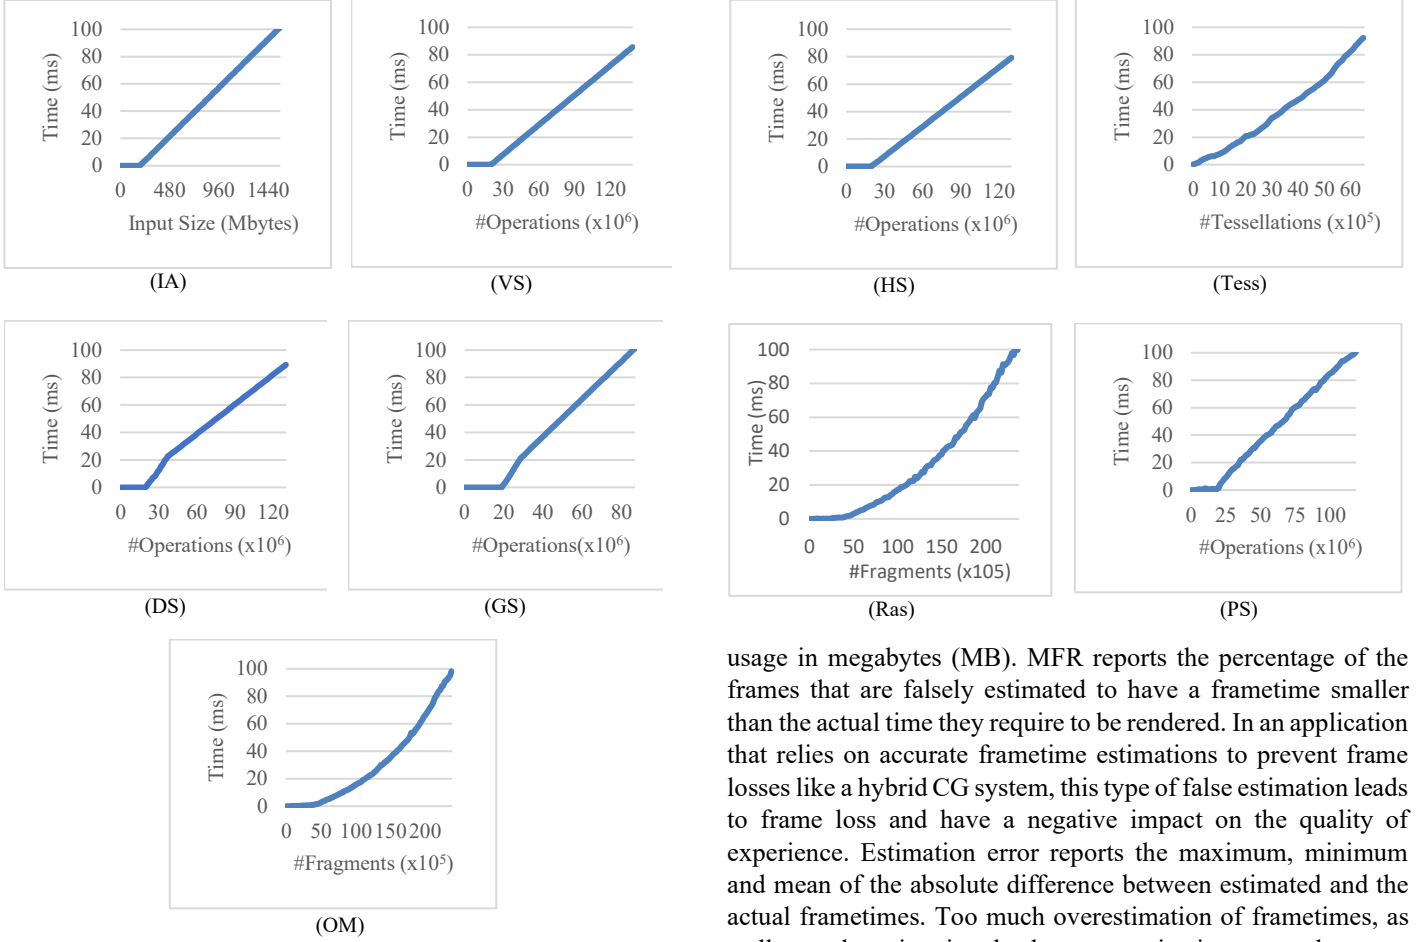 100
80
60
40
20
0
Time (ms)
0 480 960 1440
Input Size (Mbytes)
(IA)
100
80
60
40
20
0
Time (ms)
0 30 60 90 120
#Operations (x10⁶)
(VS)
100
80
60
40
20
0
Time (ms)
0 30 60 90 120
#Operations (x10⁶)
(HS)
100
80
60
40
20
0
Time (ms)
0 10 20 30 40 50 60
#Tessellations (x10⁵)
(Tess)
100
80
60
40
20
0
Time (ms)
0 30 60 90 120
#Operations (x10⁶)
(DS)
100
80
60
40
20
0
Time (ms)
0 20 40 60 80
#Operations(x10⁶)
(GS)
100
80
60
40
20
0
Time (ms)
0 50 100 150 200
#Fragments (x105)
(Ras)
100
80
60
40
20
0
Time (ms)
0 25 50 75 100
#Operations (x10⁶)
(PS)
100
80
60
40
20
0
Time (ms)
0 50 100 150 200
#Fragments (x10⁵)
(OM)
usage in megabytes (MB). MFR reports the percentage of the
frames that are falsely estimated to have a frametime smaller
than the actual time they require to be rendered. In an application
that relies on accurate frametime estimations to prevent frame
losses like a hybrid CG system, this type of false estimation leads
to frame loss and have a negative impact on the quality of
experience. Estimation error reports the maximum, minimum
and mean of the absolute difference between estimated and the
actual frametimes. Too much overestimation of frametimes, as